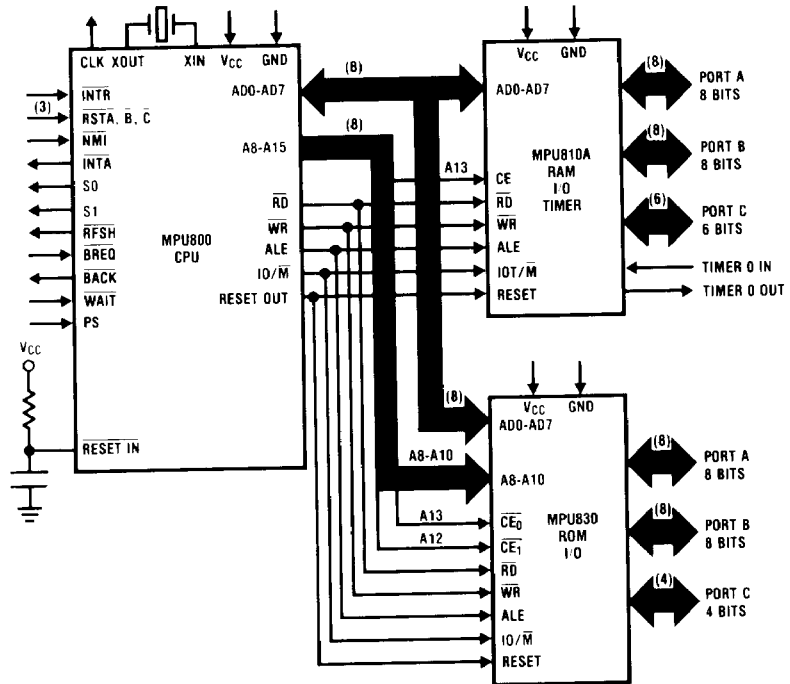 CLK XOUT XIN VCC GND
(3)
INTR
RSTA, B, C
NMI
INTA
S0
S1
RFSH
BREQ
BACK
WAIT
PS
VCC
RESET IN
MPU800
CPU
AD0-AD7
A8-A15
RD
WR
ALE
IO/M
RESET OUT
(8)
(8)
A13
VCC GND
AD0-AD7
CE
RD
WR
ALE
IOT/M
RESET
MPU810A
RAM
I/O
TIMER
(8)
PORT A
8 BITS
(8)
PORT B
8 BITS
(6)
PORT C
6 BITS
TIMER 0 IN
TIMER 0 OUT
(8)
A8-A10
A13
A12
VCC GND
AD0-AD7
A8-A10
CE0
CE1
RD
WR
ALE
IO/M
RESET
MPU830
ROM
I/O
(8)
PORT A
8 BITS
(8)
PORT B
8 BITS
(4)
PORT C
4 BITS